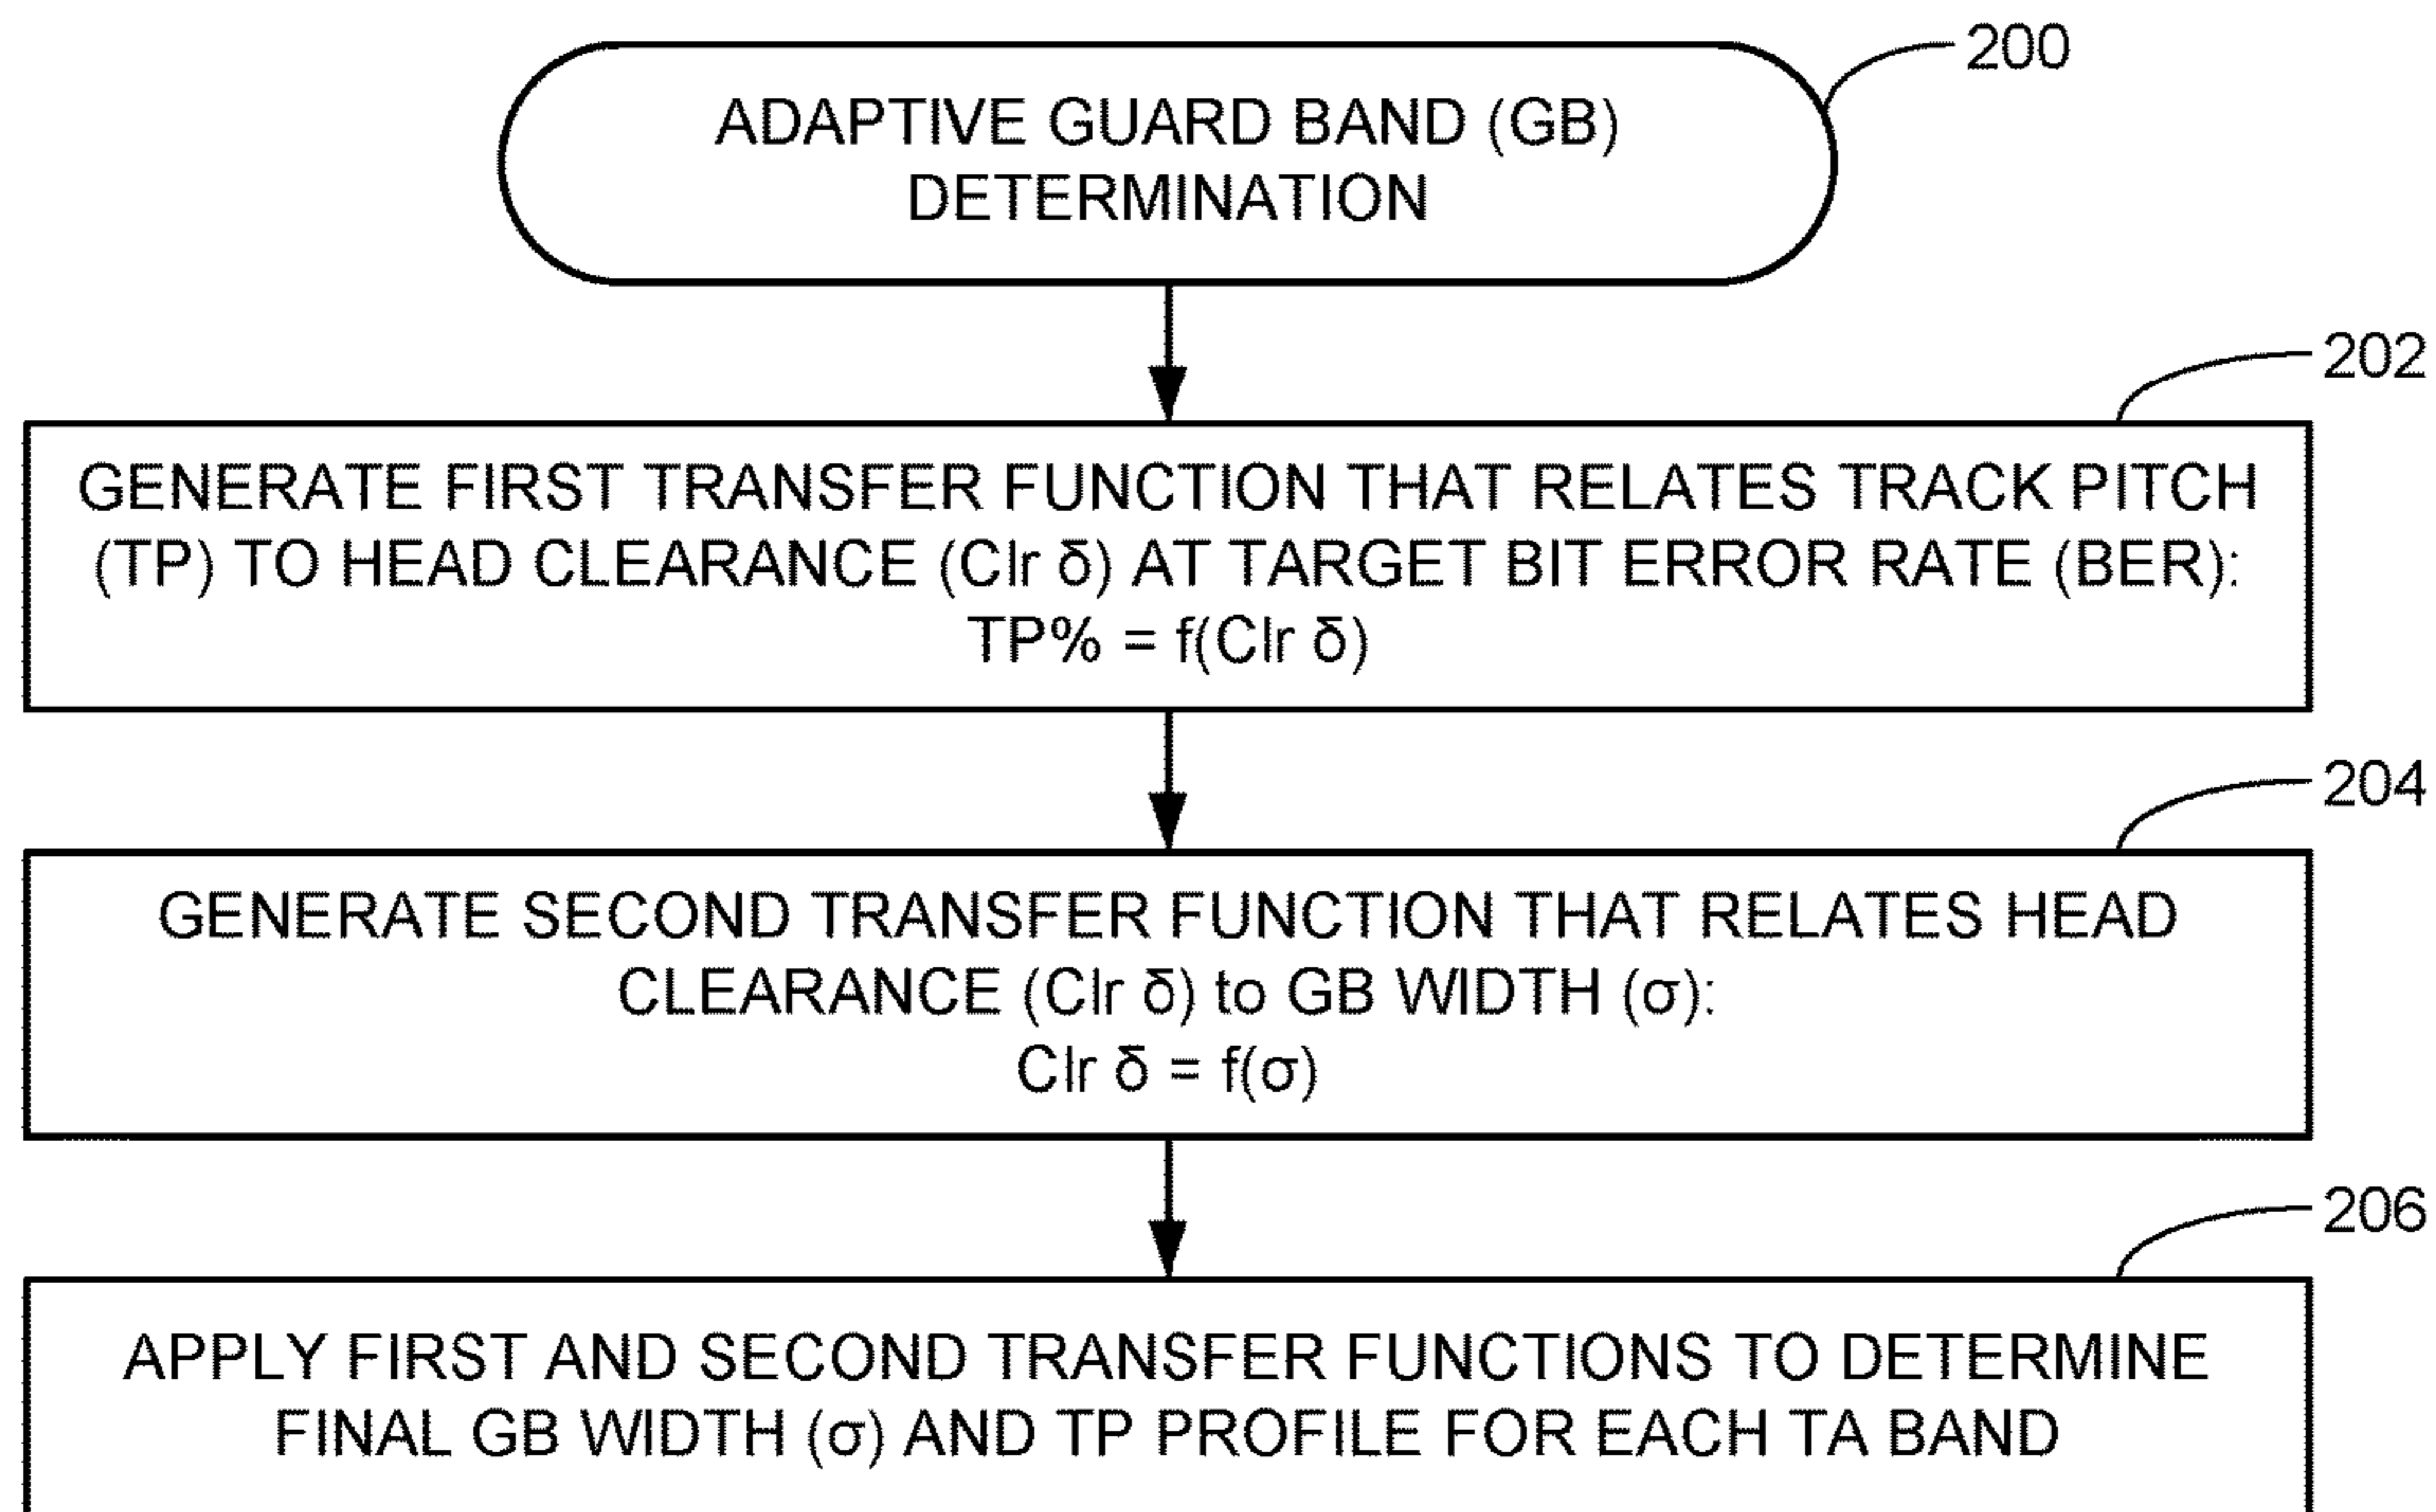 200
ADAPTIVE GUARD BAND (GB)
DETERMINATION
202
GENERATE FIRST TRANSFER FUNCTION THAT RELATES TRACK PITCH
(TP) TO HEAD CLEARANCE (Clr δ) AT TARGET BIT ERROR RATE (BER):
TP% = f(Clr δ)
204
GENERATE SECOND TRANSFER FUNCTION THAT RELATES HEAD
CLEARANCE (Clr δ) to GB WIDTH (σ):
Clr δ = f(σ)
206
APPLY FIRST AND SECOND TRANSFER FUNCTIONS TO DETERMINE
FINAL GB WIDTH (σ) AND TP PROFILE FOR EACH TA BAND